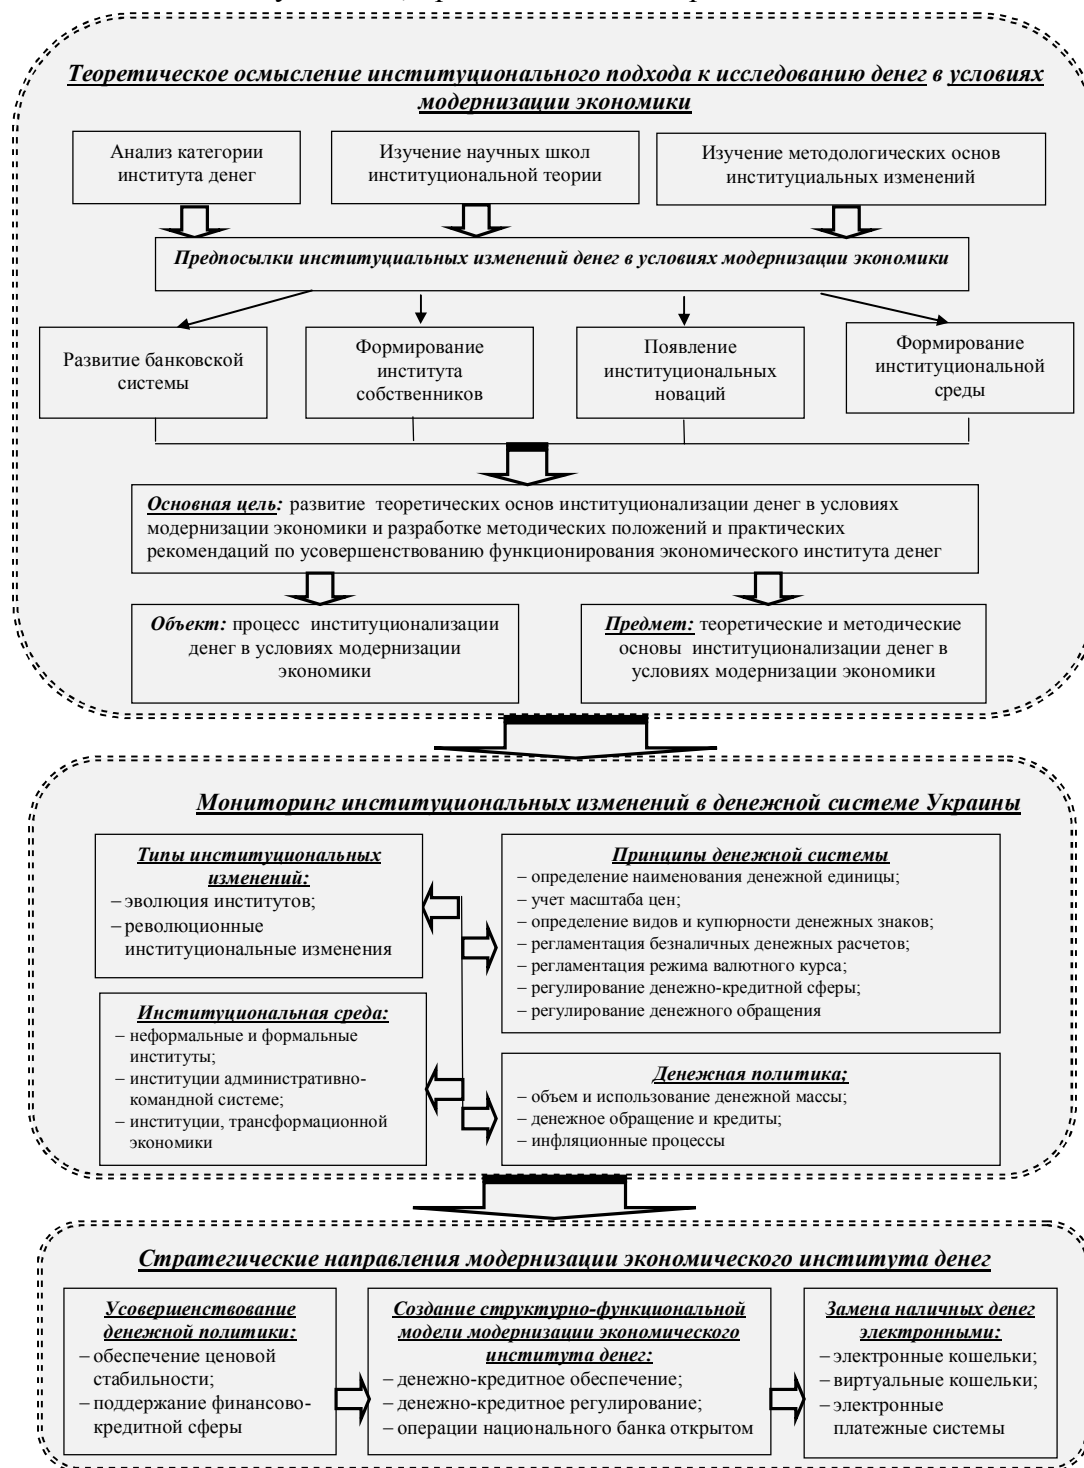 Теоретическое осмысление институционального подхода к исследованию денег в условиях
модернизации экономики
Анализ категории
института денег
Изучение научных школ
институциональной теории
Изучение методологических основ
институциальных изменений
Предпосылки институциальных изменений денег в условиях модернизации экономики
Развитие банковской
системы
Формирование
института
собственников
Появление
институциональных
новаций
Формирование
институциональной
среды
Основная цель: развитие теоретических основ институционализации денег в условиях
модернизации экономики и разработке методических положений и практических
рекомендаций по усовершенствованию функционирования экономического института денег
Объект: процесс институционализации
денег в условиях модернизации
экономики
Предмет: теоретические и методические
основы институционализации денег в
условиях модернизации экономики
Мониторинг институциональных изменений в денежной системе Украины
Типы институциональных
изменений:
– эволюция институтов;
– революционные
институциональные изменения
Принципы денежной системы
– определение наименования денежной единицы;
– учет масштаба цен;
– определение видов и купюрности денежных знаков;
– регламентация безналичных денежных расчетов;
– регламентация режима валютного курса;
– регулирование денежно-кредитной сферы;
– регулирование денежного обращения
Институциональная среда:
– неформальные и формальные
институты;
– институции административно-
командной системе;
– институции, трансформационной
экономики
Денежная политика;
– объем и использование денежной массы;
– денежное обращение и кредиты;
– инфляционные процессы
Стратегические направления модернизации экономического института денег
Усовершенствование
денежной политики:
– обеспечение ценовой
стабильности;
– поддержание финансово-
кредитной сферы
Создание структурно-функциональной
модели модернизации экономического
института денег:
– денежно-кредитное обеспечение;
– денежно-кредитное регулирование;
– операции национального банка открытом
Замена наличных денег
электронными:
– электронные кошельки;
– виртуальные кошельки;
– электронные
платежные системы